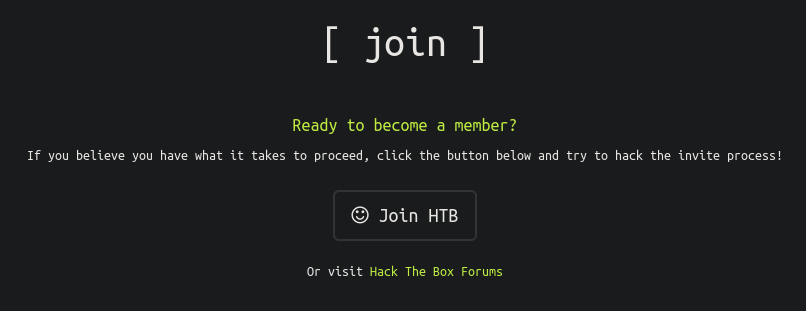 [ join ]
Ready to become a member?
If you believe you have what it takes to proceed, click the button below and try to hack the invite process!
Join HTB
Or visit Hack The Box Forums